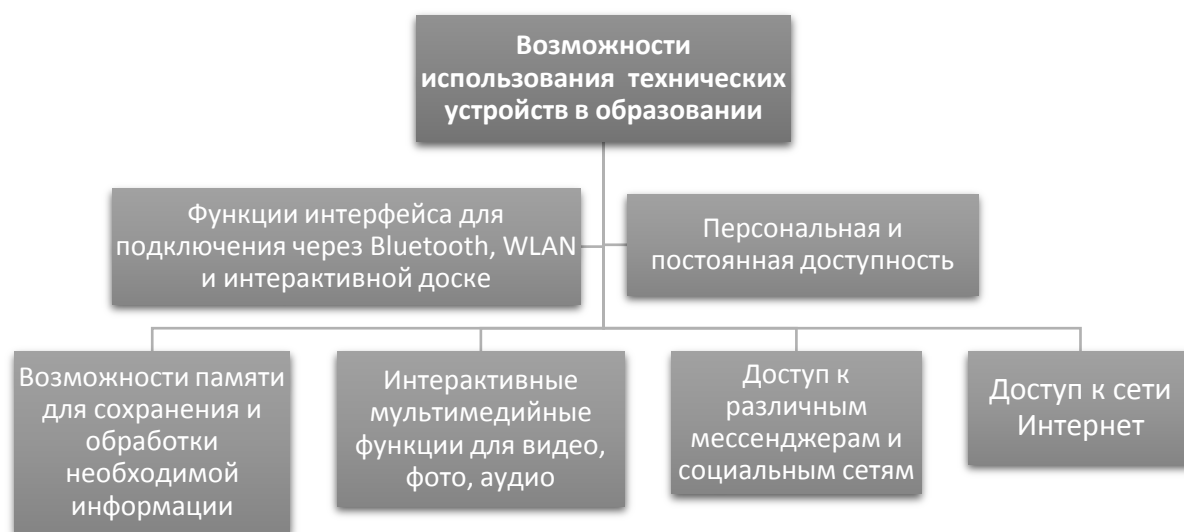 Возможности
использования технических
устройств в образовании
Функции интерфейса для
подключения через Bluetooth, WLAN
и интерактивной доске
Персональная и
постоянная доступность
Возможности памяти
для сохранения и
обработки
необходимой
информации
Интерактивные
мультимедийные
функции для видео,
фото, аудио
Доступ к
различным
мессенджерам и
социальным сетям
Доступ к сети
Интернет